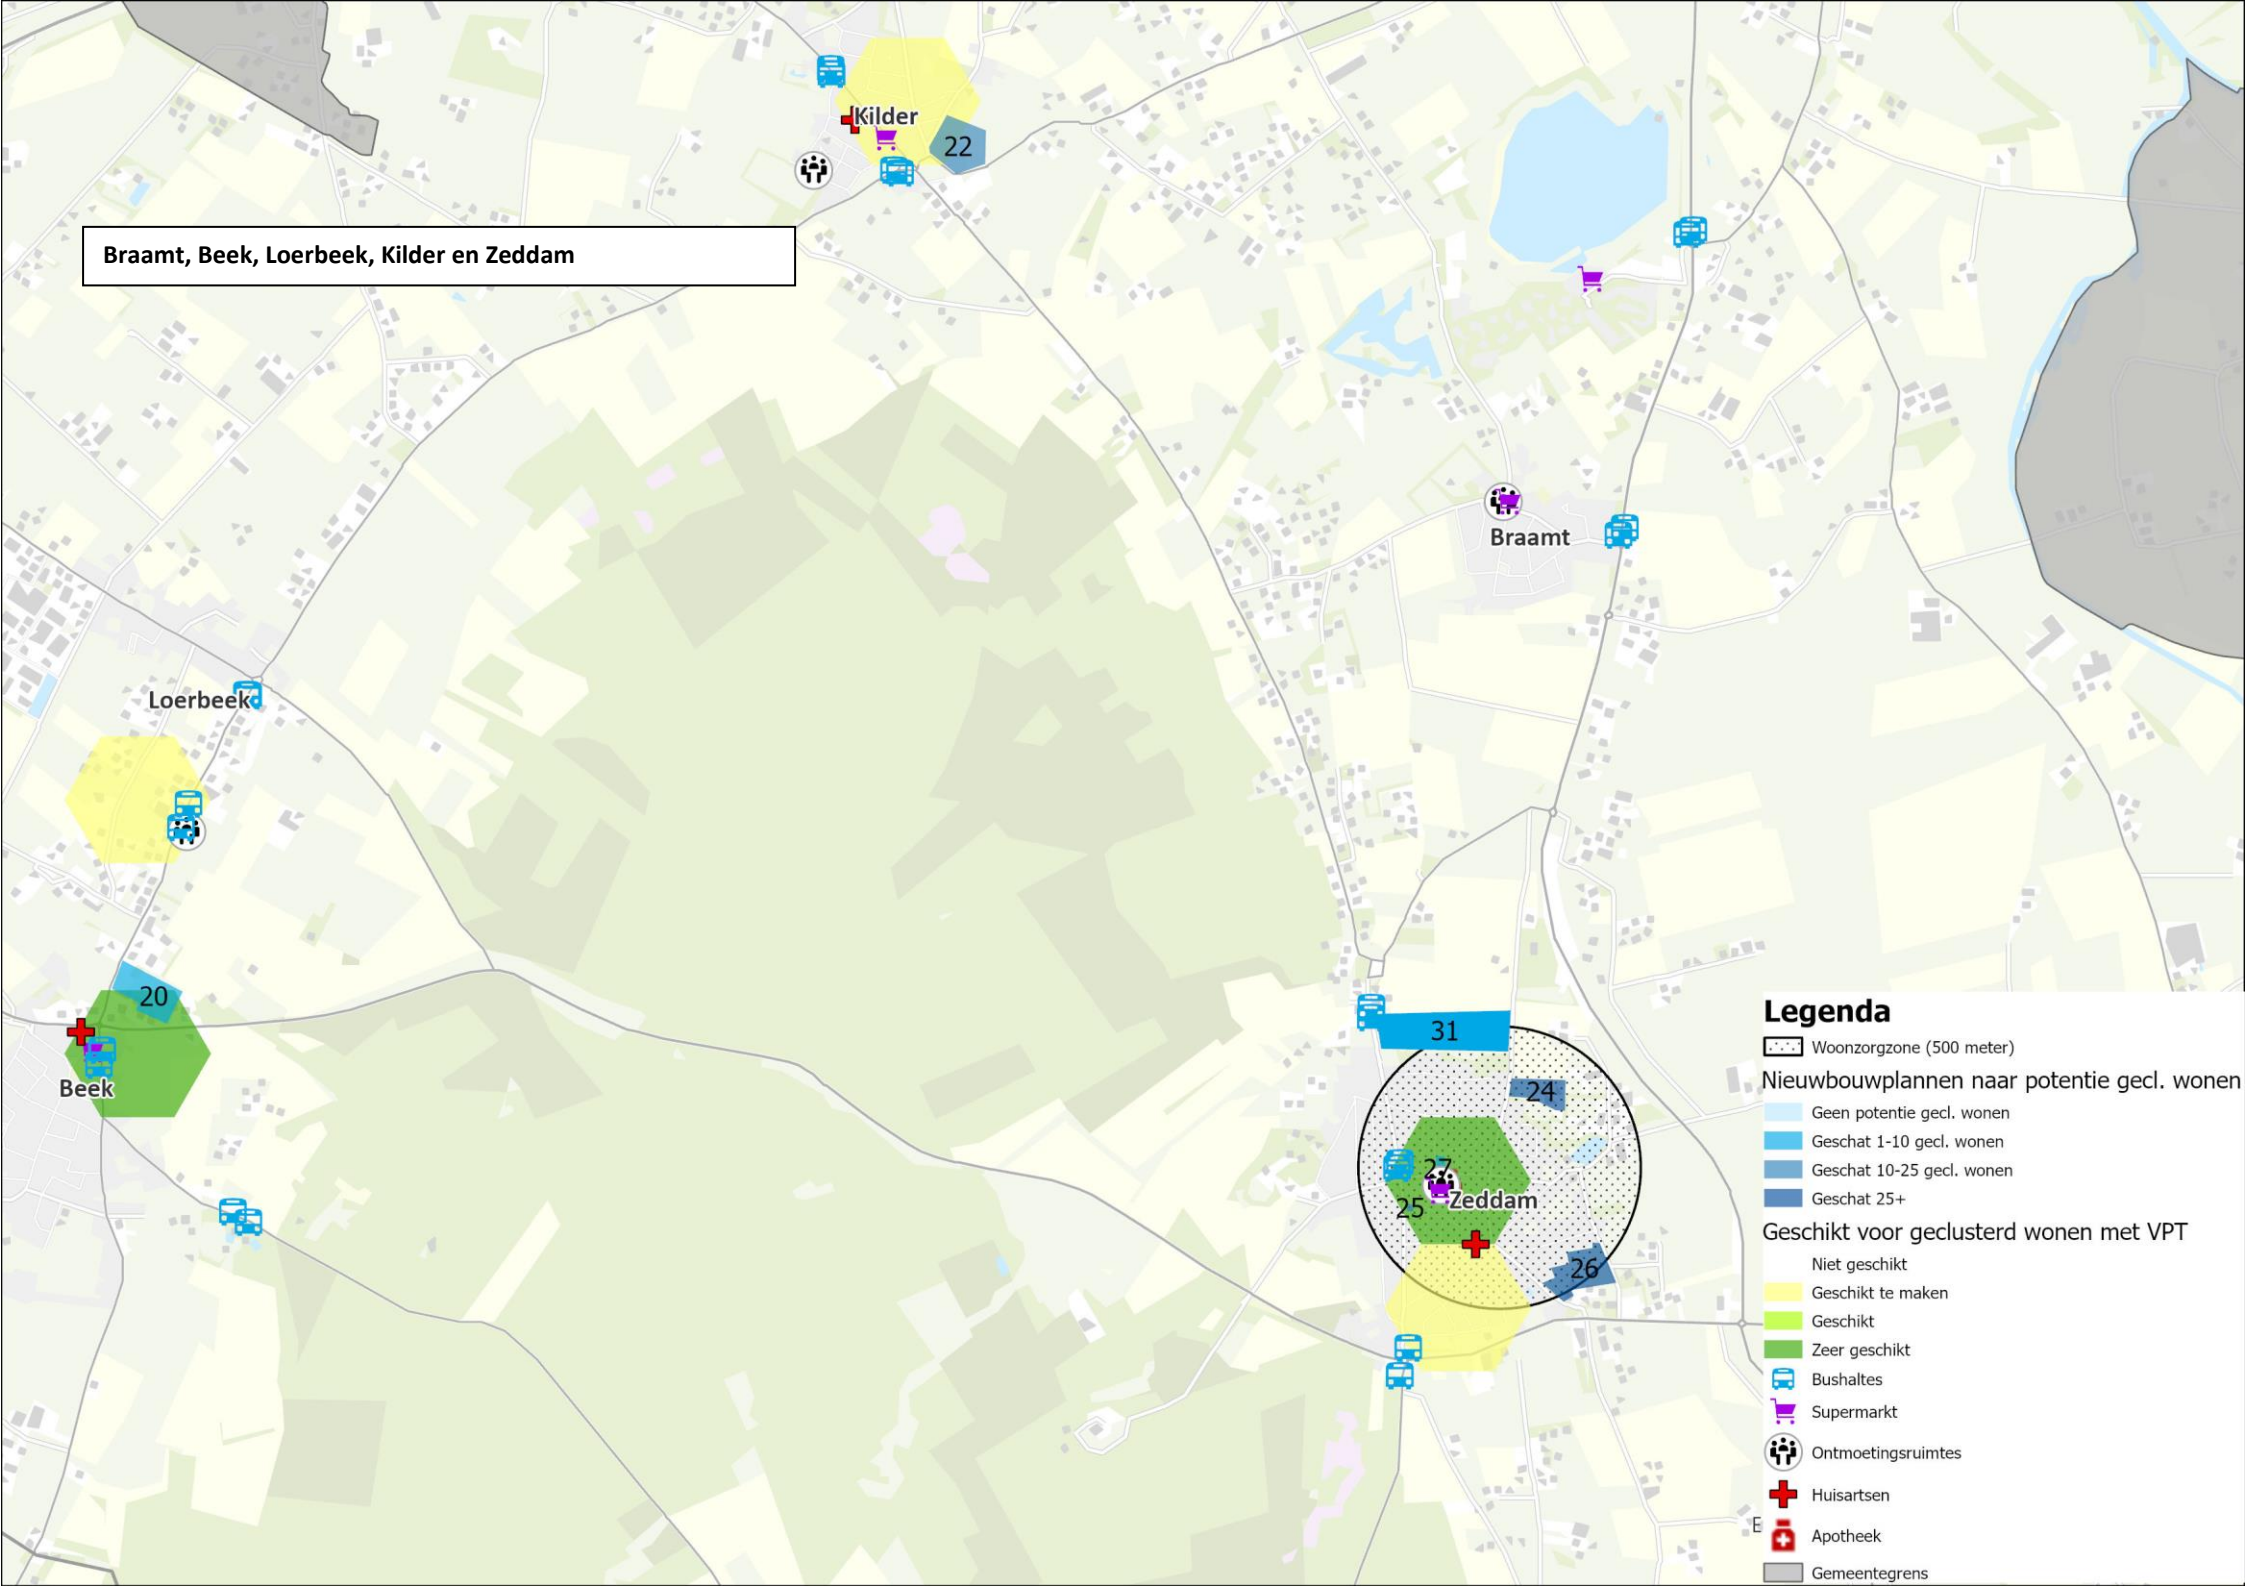 Kilder
22
Braamt, Beek, Loerbeek, Kilder en Zeddam
Braamt
Loerbeek
20
Beek
31
24
27
25
Zeddam
26
E
Legenda
Woonzorgzone (500 meter)
Nieuwbouwplannen naar potentie gecl. wonen
Geen potentie gecl. wonen
Geschat 1-10 gecl. wonen
Geschat 10-25 gecl. wonen
Geschat 25+
Geschikt voor geclusterd wonen met VPT
Niet geschikt
Geschikt te maken
Geschikt
Zeer geschikt
Bushaltes
Supermarkt
Ontmoetingsruimtes
Huisartsen
Apotheek
Gemeentegrens